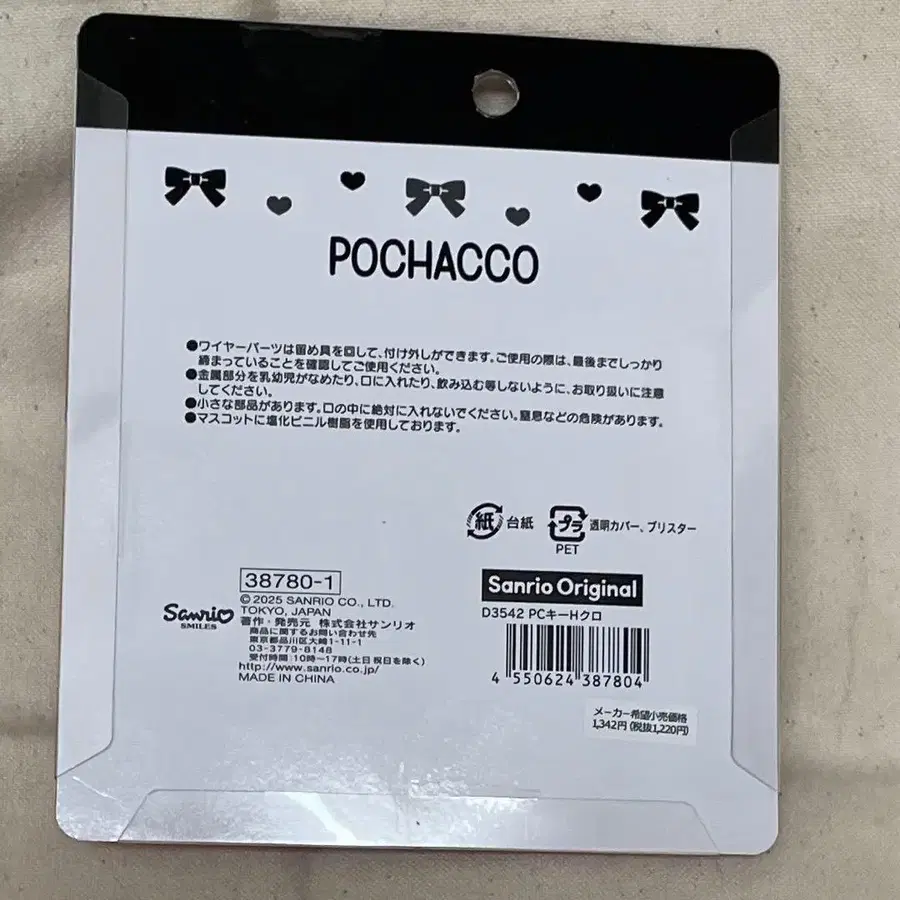 POCHACCO
●ワイヤーパーツは留め具を回して、付け外しができます。ご使用の際は、最後までしっかり
締まっていることを確認してご使用ください。
●金属部分を乳幼児がなめたり、口に入れたり、飲み込む等しないように、お取り扱いに注意
してください。
●小さな部品があります。口の中に絶対に入れないでください。窒息などの危険があります。
●マスコットに塩化ビニル樹脂を使用しております。
紙 台紙
プラ 透明カバー、ブリスター
PET
Sanrio
SMILES
38780-1
© 2025 SANRIO CO., LTD.
TOKYO, JAPAN
著作・発売元 株式会社サンリオ
商品に関するお問い合わせ先
東京都品川区大崎1-11-1
03-3779-8148
受付時間:10時~17時(土日祝日を除く)
http://www.sanrio.co.jp/
MADE IN CHINA
Sanrio Original
D3542 PCキーHクロ
4 550624 387804
メーカー希望小売価格
1,342円(税抜1,220円)